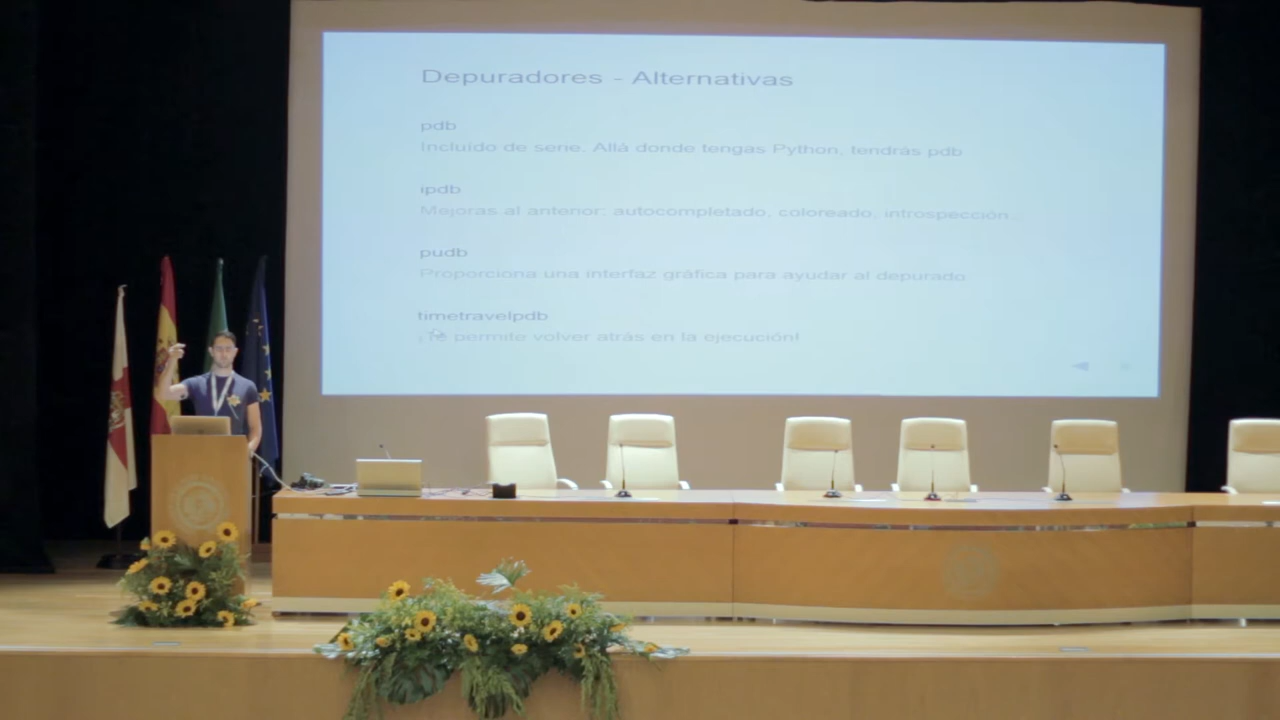 Depuradores - Alternativas
pdb
Incluído de serie. Allá donde tengas Python, tendrás pdb
ipdb
Mejoras al anterior: autocompletado, coloreado, introspección...
pudb
Proporciona una interfaz gráfica para ayudar al depurado.
timetravelpdb
¡Te permite volver atrás en la ejecución!